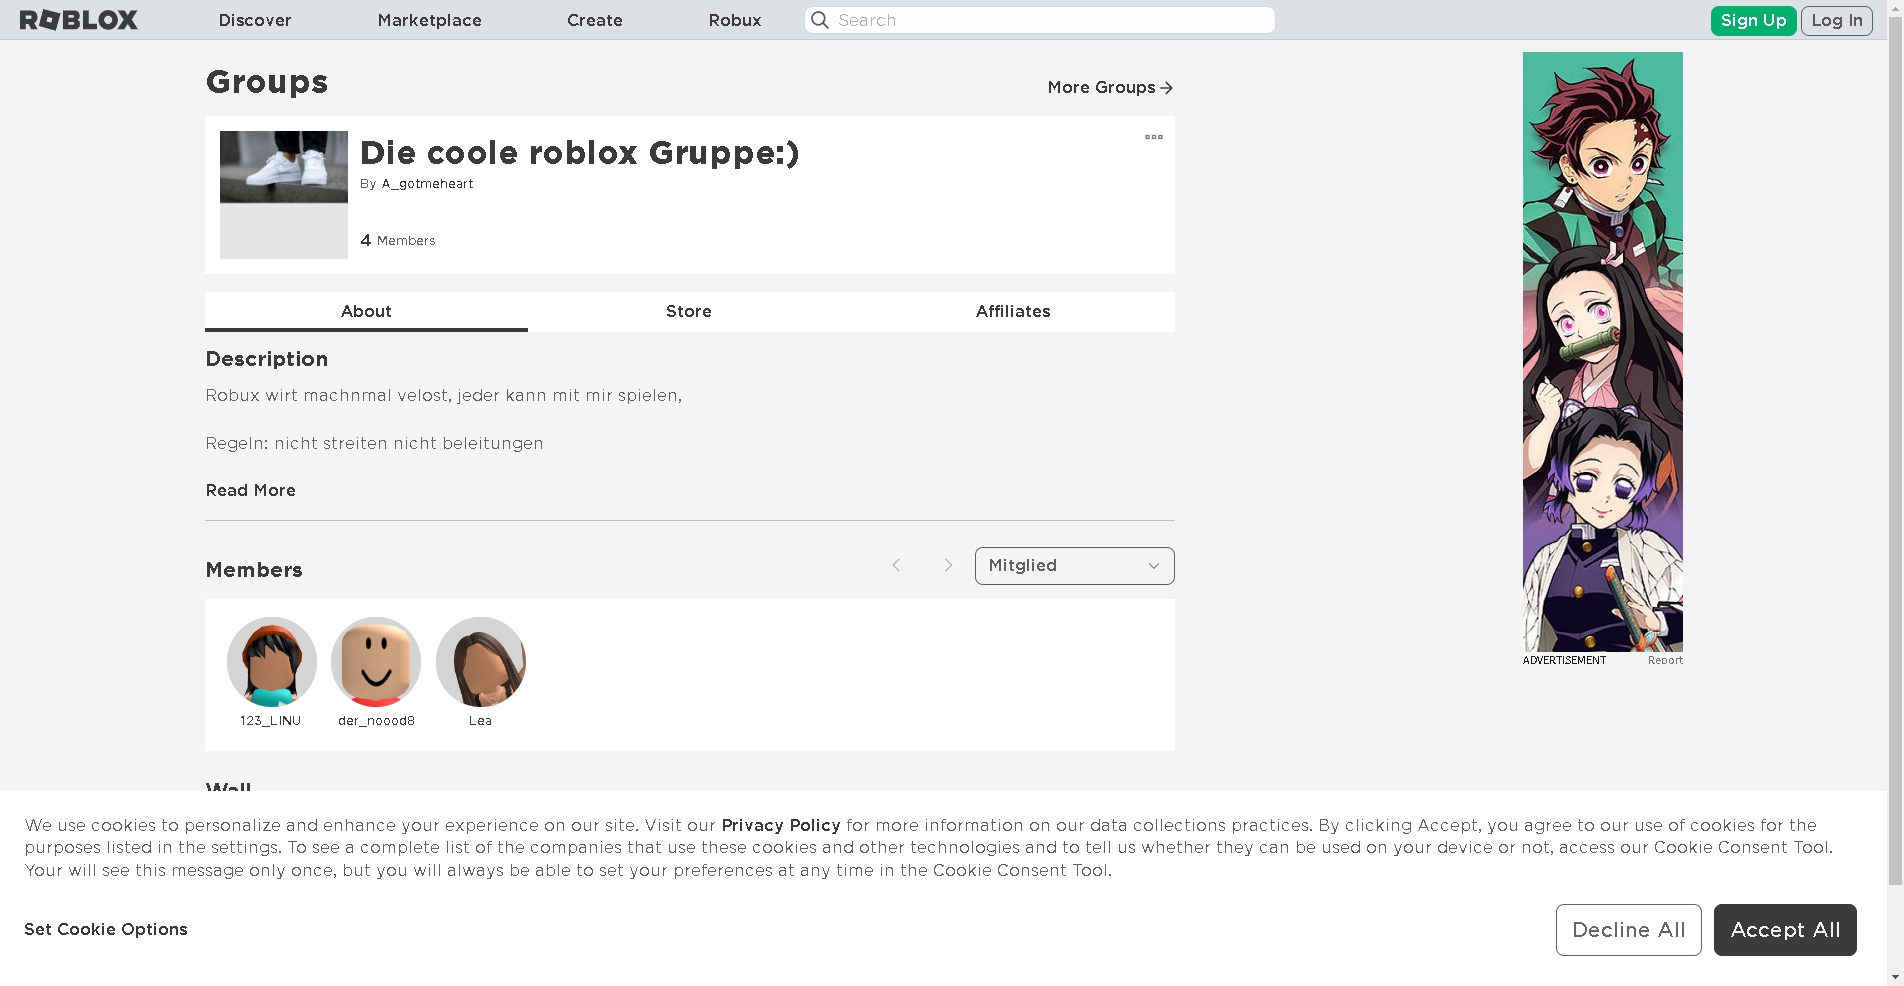 ROBLOX Discover Marketplace Create Robux Search Sign Up Log In
Groups
More Groups
Die coole roblox Gruppe:)
By A_gotmeheart
4 Members
About Store Affiliates
Description
Robux wirt machnmal velost, jeder kann mit mir spielen,
Regeln: nicht streiten nicht beleitungen
Read More
Members
Mitglied
123_LINU der_noood8 Lea
ADVERTISEMENT Report
Wall
We use cookies to personalize and enhance your experience on our site. Visit our Privacy Policy for more information on our data collections practices. By clicking Accept, you agree to our use of cookies for the
purposes listed in the settings. To see a complete list of the companies that use these cookies and other technologies and to tell us whether they can be used on your device or not, access our Cookie Consent Tool.
Your will see this message only once, but you will always be able to set your preferences at any time in the Cookie Consent Tool.
Set Cookie Options
Decline All Accept All